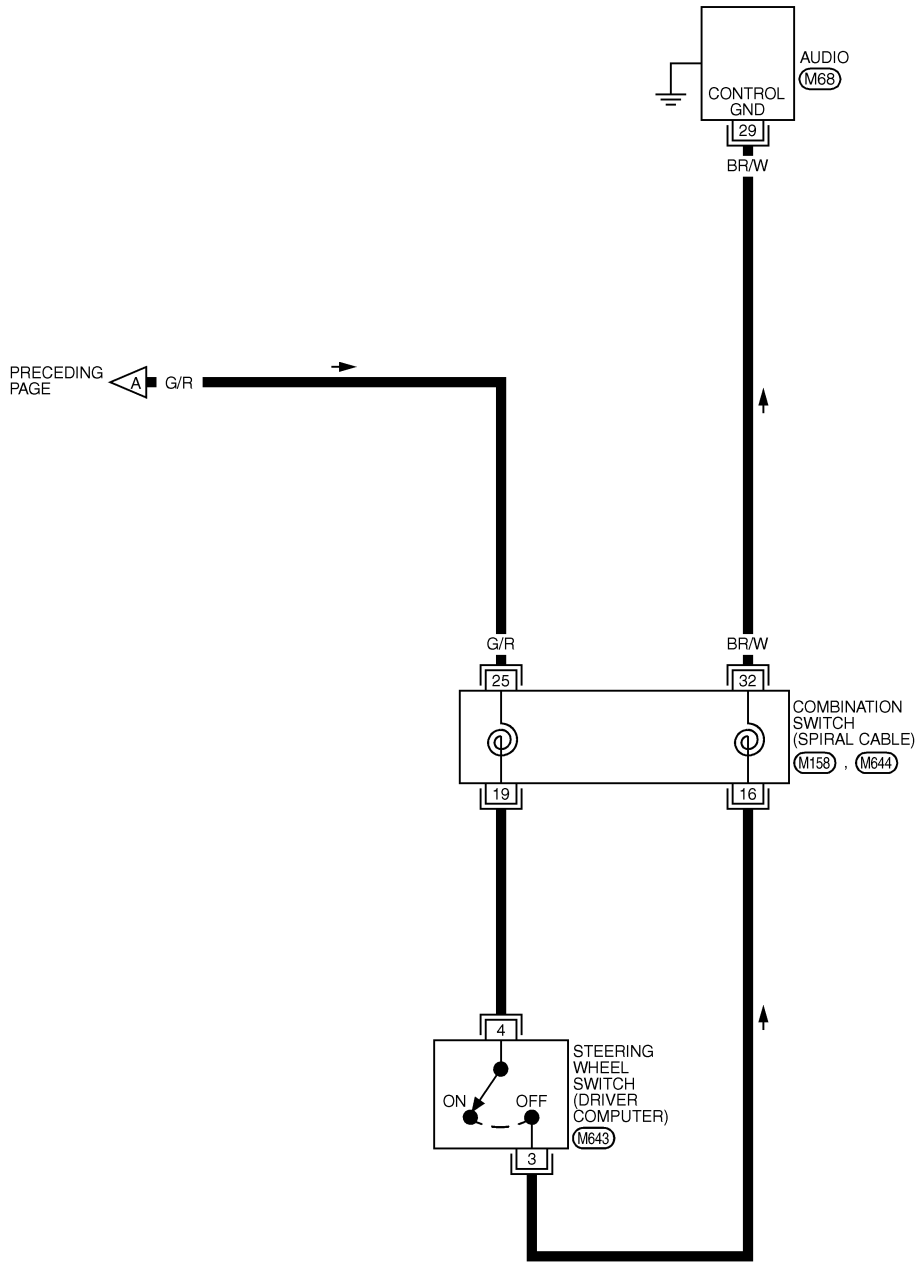 AUDIO
M68
CONTROL
GND
29
BR/W
PRECEDING
PAGE
A
G/R
G/R
BR/W
25
32
COMBINATION
SWITCH
(SPIRAL CABLE)
M158 , M644
19
16
4
STEERING
WHEEL
SWITCH
(DRIVER
COMPUTER)
M643
ON
OFF
3